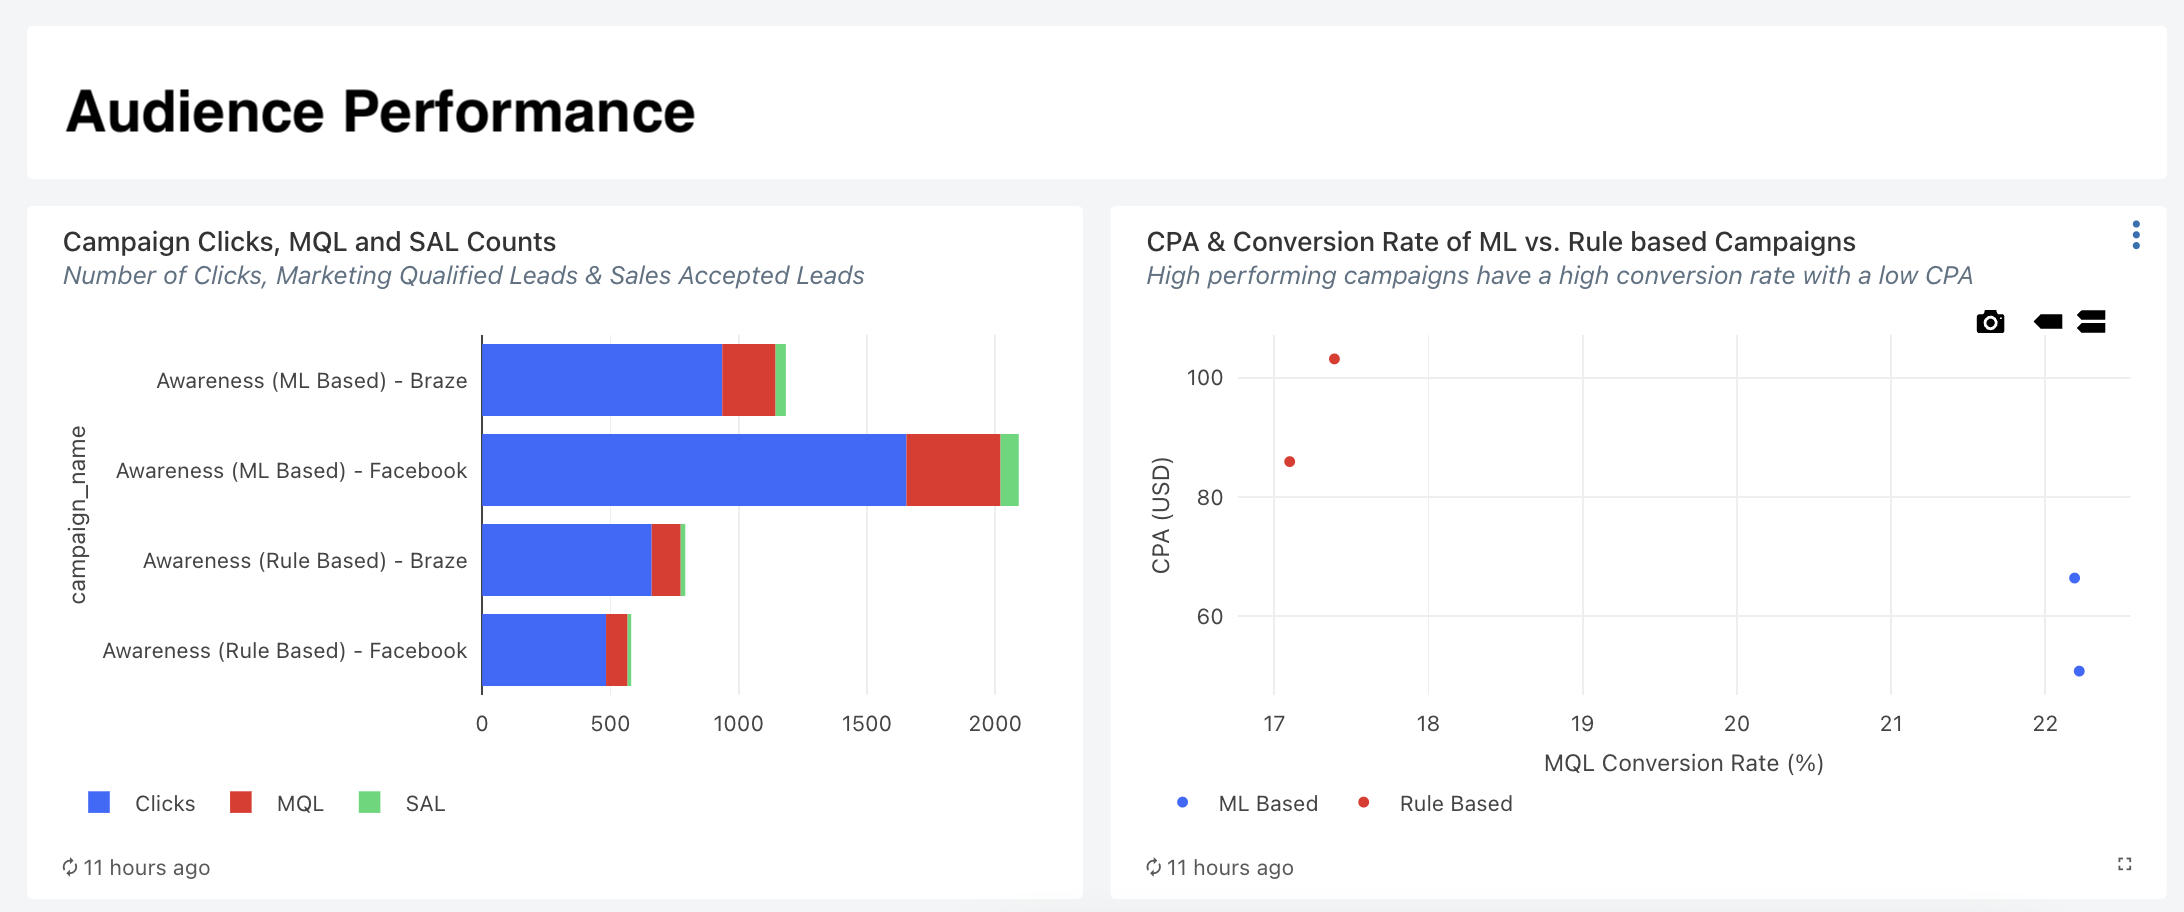 Audience Performance
Campaign Clicks, MQL and SAL Counts
Number of Clicks, Marketing Qualified Leads & Sales Accepted Leads
campaign_name
Awareness (ML Based) - Braze
Awareness (ML Based) - Facebook
Awareness (Rule Based) - Braze
Awareness (Rule Based) - Facebook
0 500 1000 1500 2000
Clicks MQL SAL
11 hours ago
CPA & Conversion Rate of ML vs. Rule based Campaigns
High performing campaigns have a high conversion rate with a low CPA
CPA (USD)
100
80
60
17 18 19 20 21 22
MQL Conversion Rate (%)
ML Based Rule Based
11 hours ago